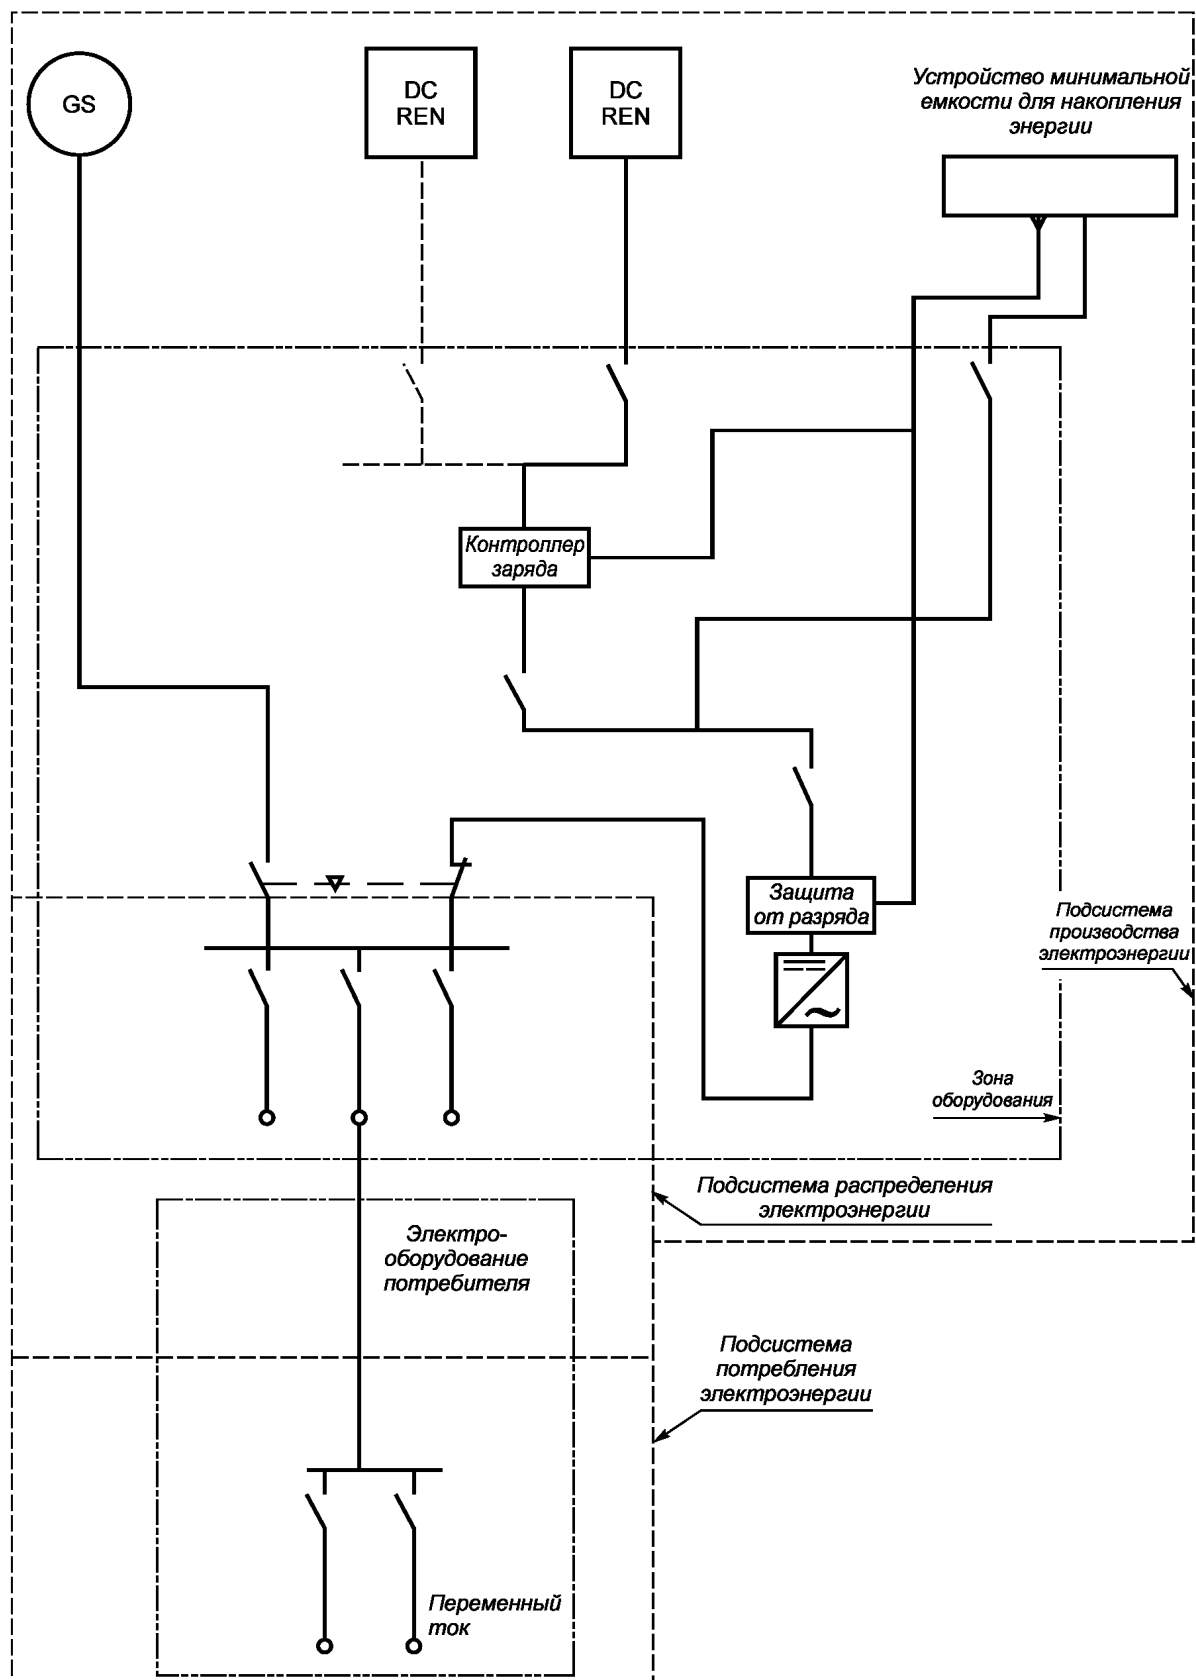 GS
DC
REN
DC
REN
Устройство минимальной
емкости для накопления
энергии
Контроллер
заряда
Защита
от разряда
Подсистема
производства
электроэнергии
Зона
оборудования
Подсистема распределения
электроэнергии
Электро-
оборудование
потребителя
Подсистема
потребления
электроэнергии
Переменный
ток